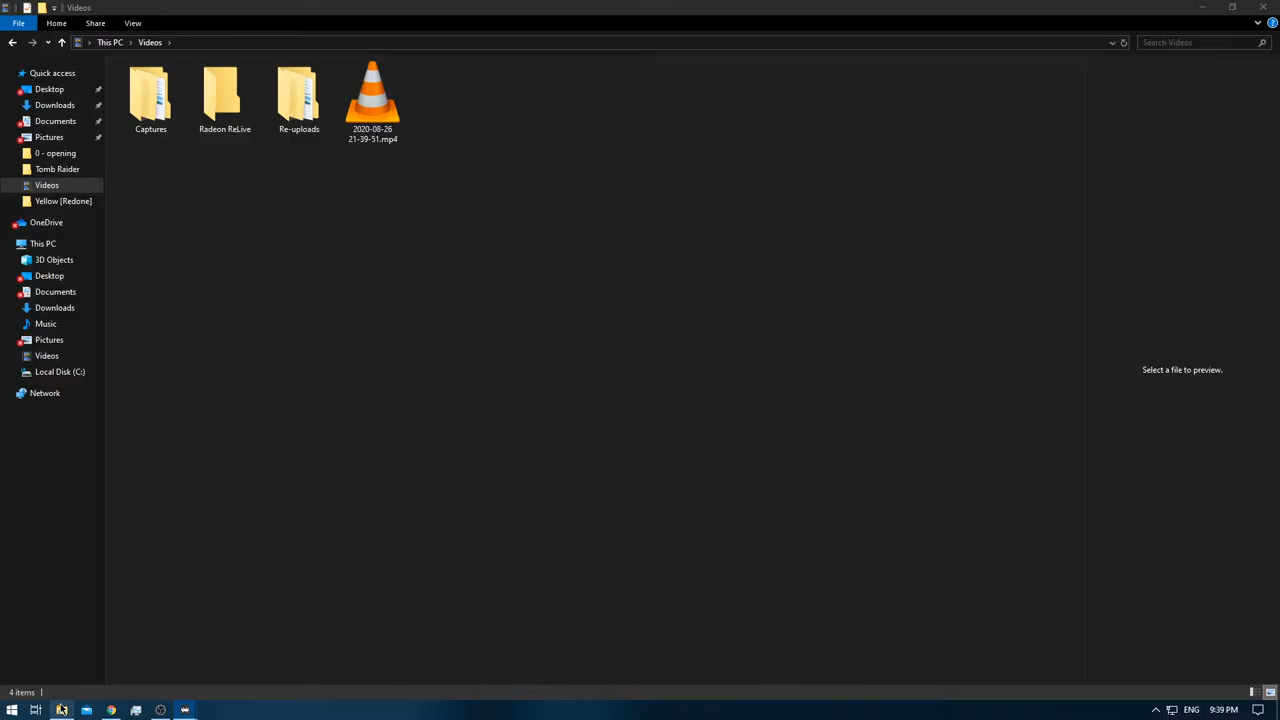 Videos
File
Home
Share
View
This PC
Videos
Search Videos
Quick access
Desktop
Downloads
Documents
Pictures
0 - opening
Tomb Raider
Videos
Yellow [Redone]
OneDrive
This PC
3D Objects
Desktop
Documents
Downloads
Music
Pictures
Videos
Local Disk (C:)
Network
Captures
Radeon ReLive
Re-uploads
2020-08-26
21-39-51.mp4
Select a file to preview.
4 items
ENG
9:39 PM